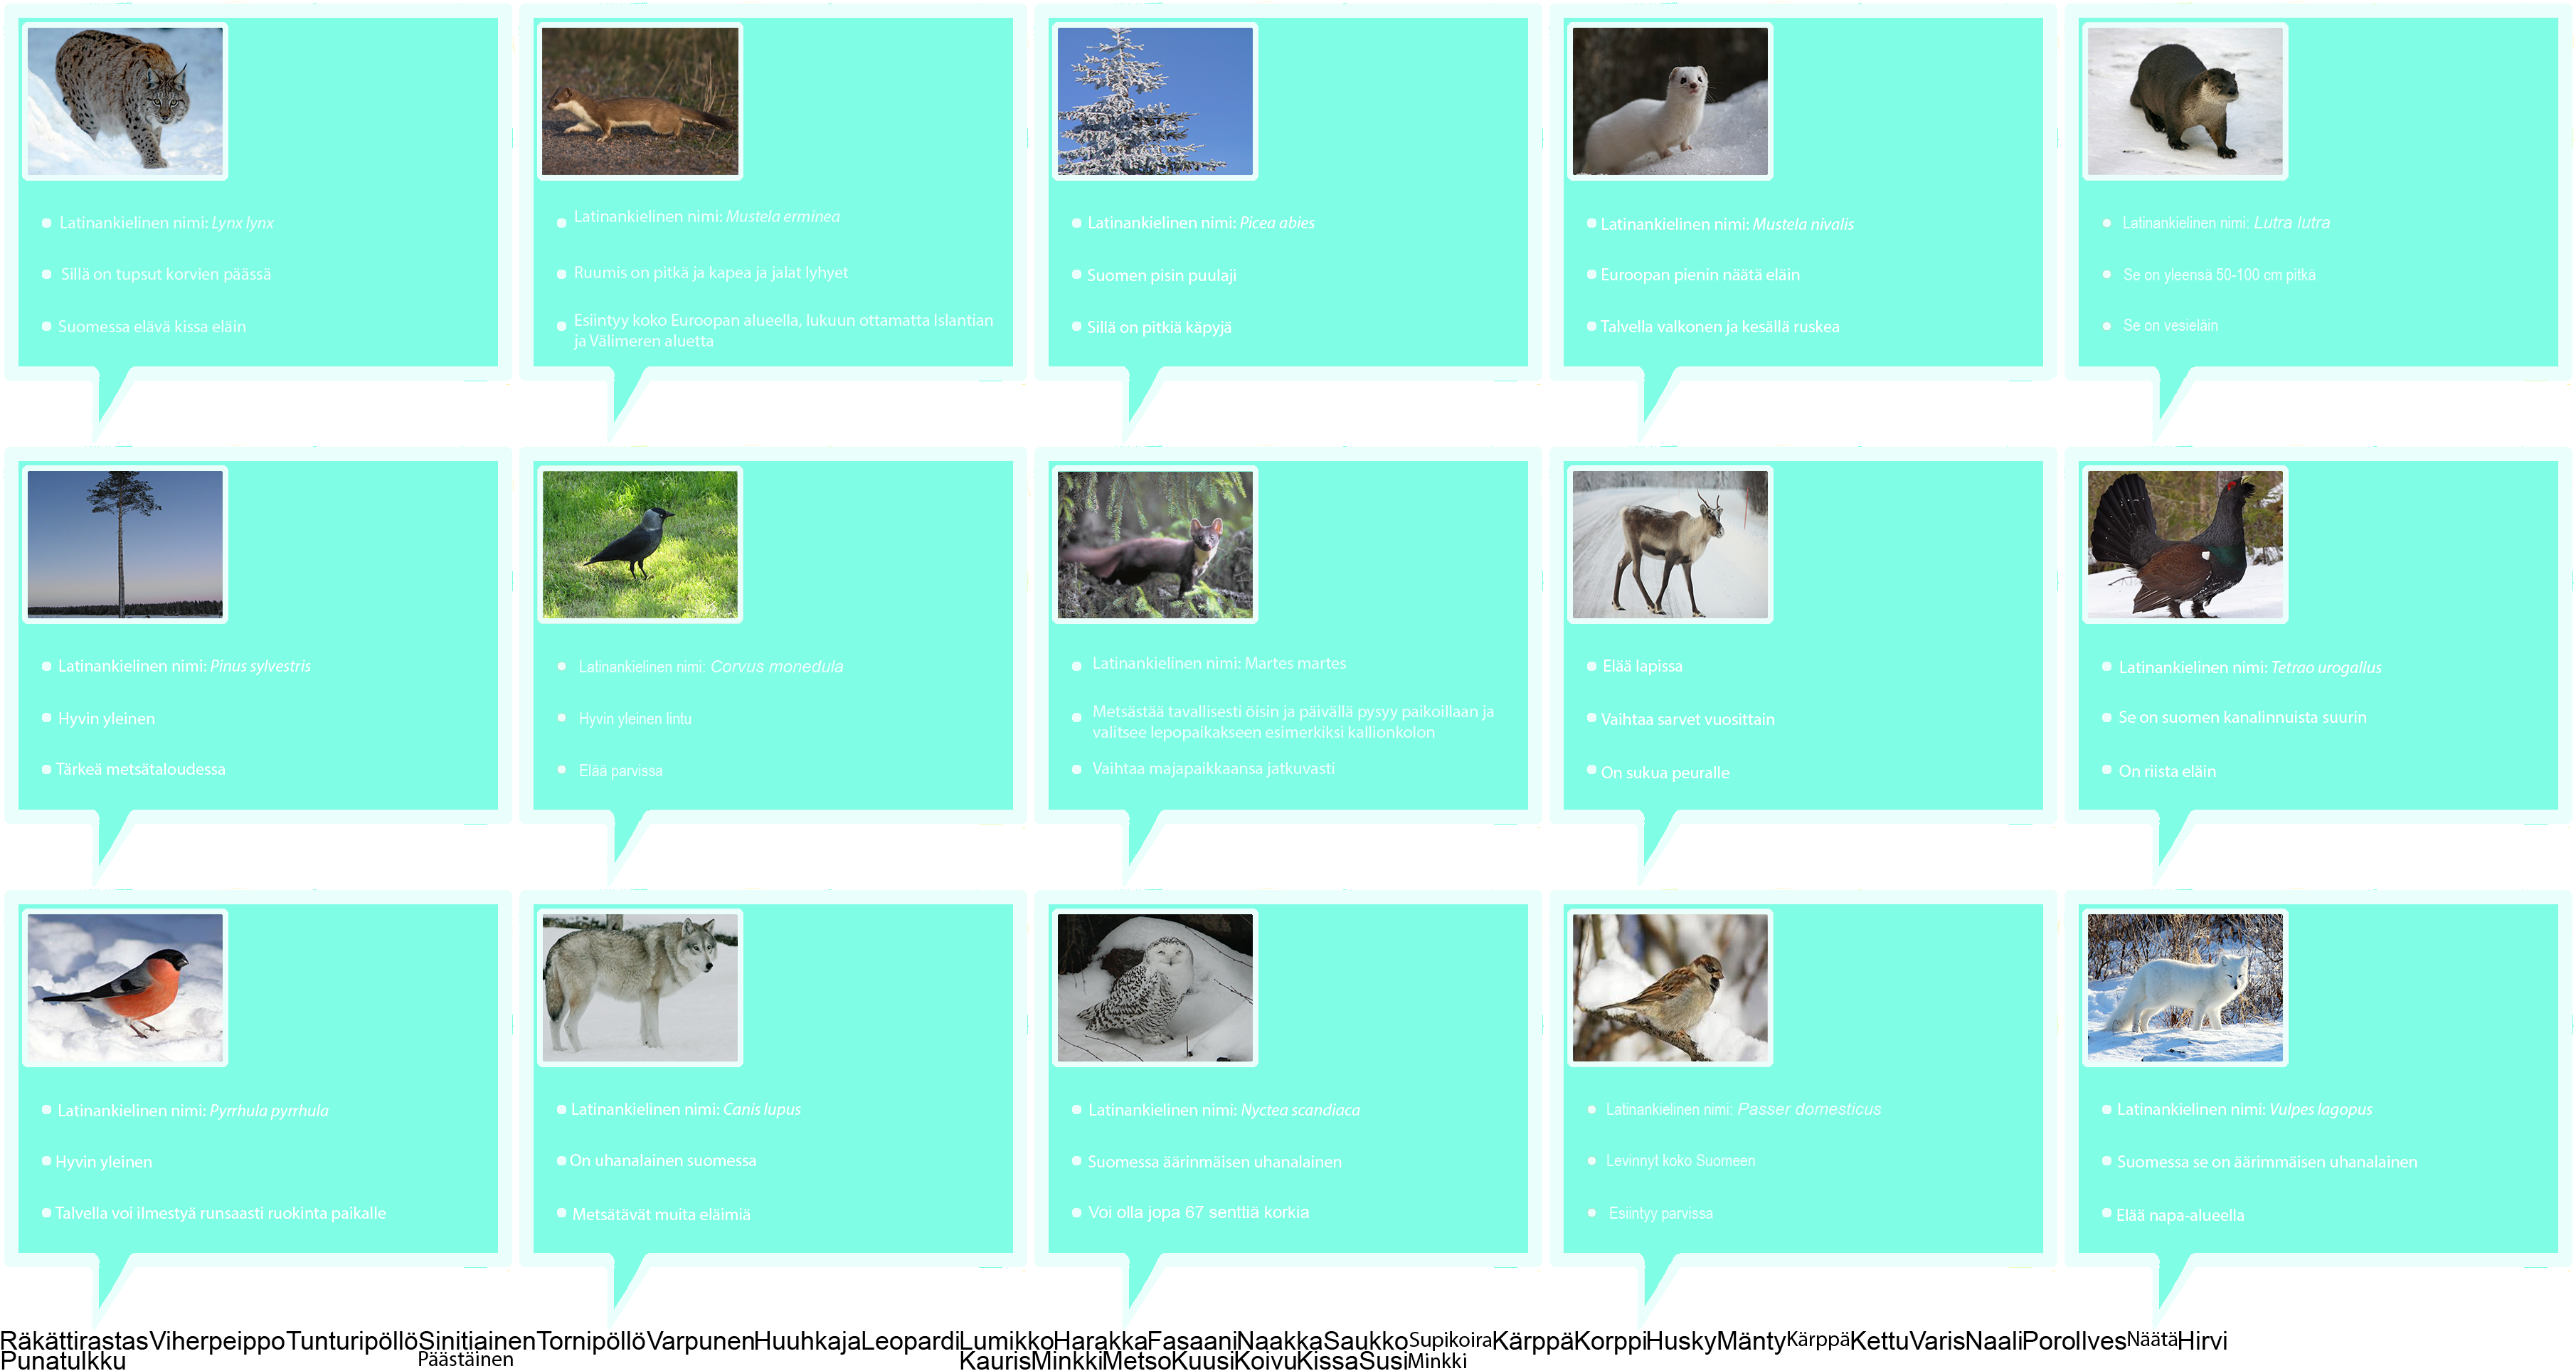 Latinankielinen nimi: Lynx lynx
Sillä on tupsut korvien päässä
Suomessa elävä kissa eläin
Latinankielinen nimi: Mustela erminea
Ruumis on pitkä ja kapea ja jalat lyhyet
Esiintyy koko Euroopan alueella, lukuun ottamatta Islantian
ja Välimeren aluetta
Latinankielinen nimi: Picea abies
Suomen pisin puulaji
Sillä on pitkiä käpyjä
Latinankielinen nimi: Mustela nivalis
Euroopan pienin näätä eläin
Talvella valkonen ja kesällä ruskea
Latinankielinen nimi: Lutra lutra
Se on yleensä 50-100 cm pitkä
Se on vesieläin
Latinankielinen nimi: Pinus sylvestris
Hyvin yleinen
Tärkeä metsätaloudessa
Latinankielinen nimi: Corvus monedula
Hyvin yleinen lintu
Elää parvissa
Latinankielinen nimi: Martes martes
Metsästää tavallisesti öisin ja päivällä pysyy paikoillaan ja
valitsee lepopaikakseen esimerkiksi kallionkolon
Vaihtaa majapaikkaansa jatkuvasti
Elää lapissa
Vaihtaa sarvet vuosittain
On sukua peuralle
Latinankielinen nimi: Tetrao urogallus
Se on suomen kanalinnuista suurin
On riista eläin
Latinankielinen nimi: Pyrrhula pyrrhula
Hyvin yleinen
Talvella voi ilmestyä runsaasti ruokinta paikalle
Latinankielinen nimi: Canis lupus
On uhanalainen suomessa
Metsätävät muita eläimiä
Latinankielinen nimi: Nyctea scandiaca
Suomessa äärinmäisen uhanalainen
Voi olla jopa 67 senttiä korkia
Latinankielinen nimi: Passer domesticus
Levinnyt koko Suomeen
Esiintyy parvissa
Latinankielinen nimi: Vulpes lagopus
Suomessa se on äärimmäisen uhanalainen
Elää napa-alueella
Räkättirastas Viherpeippo Tunturipöllö Sinitiainen Tornipöllö Varpunen Huuhkaja Leopardi Lumikko Harakka Fasaani Naakka Saukko Supikoira Kärppä Korppi Husky Mänty Kärppä Kettu Varis Naali Poro Ilves Näätä Hirvi
Punatulkku Päästäinen Kauris Minkki Metso Kuusi Koivu Kissa Susi Minkki